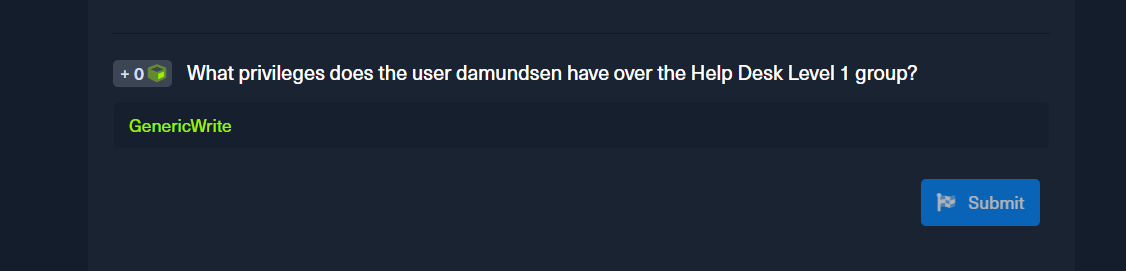 + 0 What privileges does the user damundsen have over the Help Desk Level 1 group?
GenericWrite
Submit